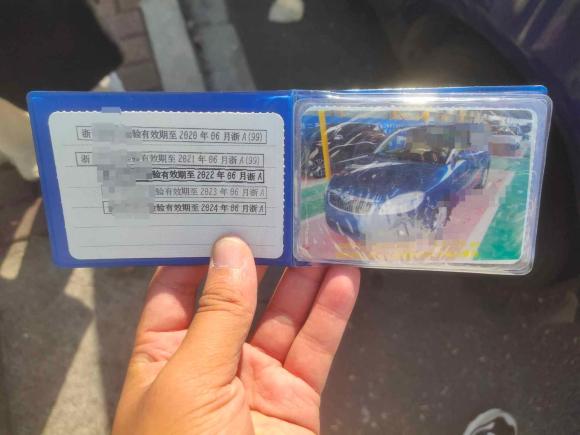 浙 验有效期至 2020 年 06 月浙 A(99)
浙 验有效期至 2021 年 06 月浙 A(99)
验有效期至 2022 年 06 月浙 A
验有效期至 2023 年 06 月浙 A
验有效期至 2024 年 06 月浙 A